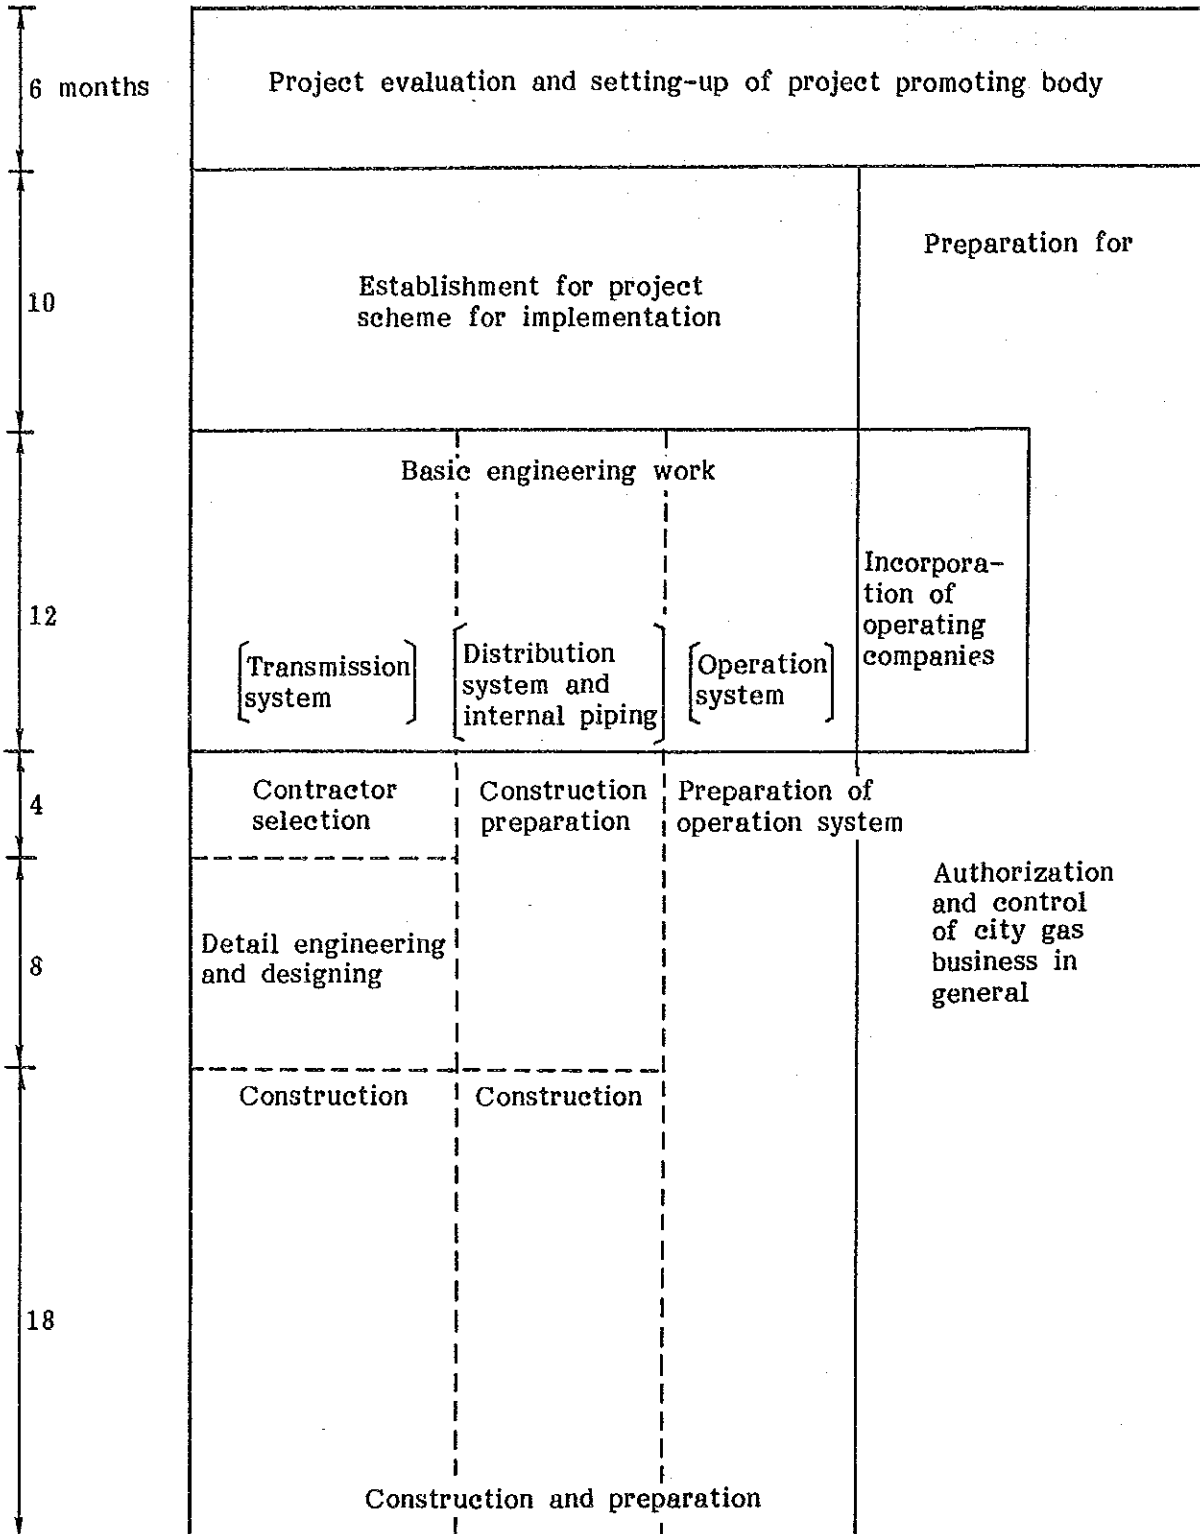 6 months
Project evaluation and setting-up of project promoting body
10
Establishment for project
scheme for implementation
Preparation for
12
Basic engineering work
Transmission
system
Distribution
system and
internal piping
Operation
system
Incorpora-
tion of
operating
companies
4
Contractor
selection
Construction
preparation
Preparation of
operation system
8
Detail engineering
and designing
Authorization
and control
of city gas
business in
general
18
Construction
Construction
Construction and preparation